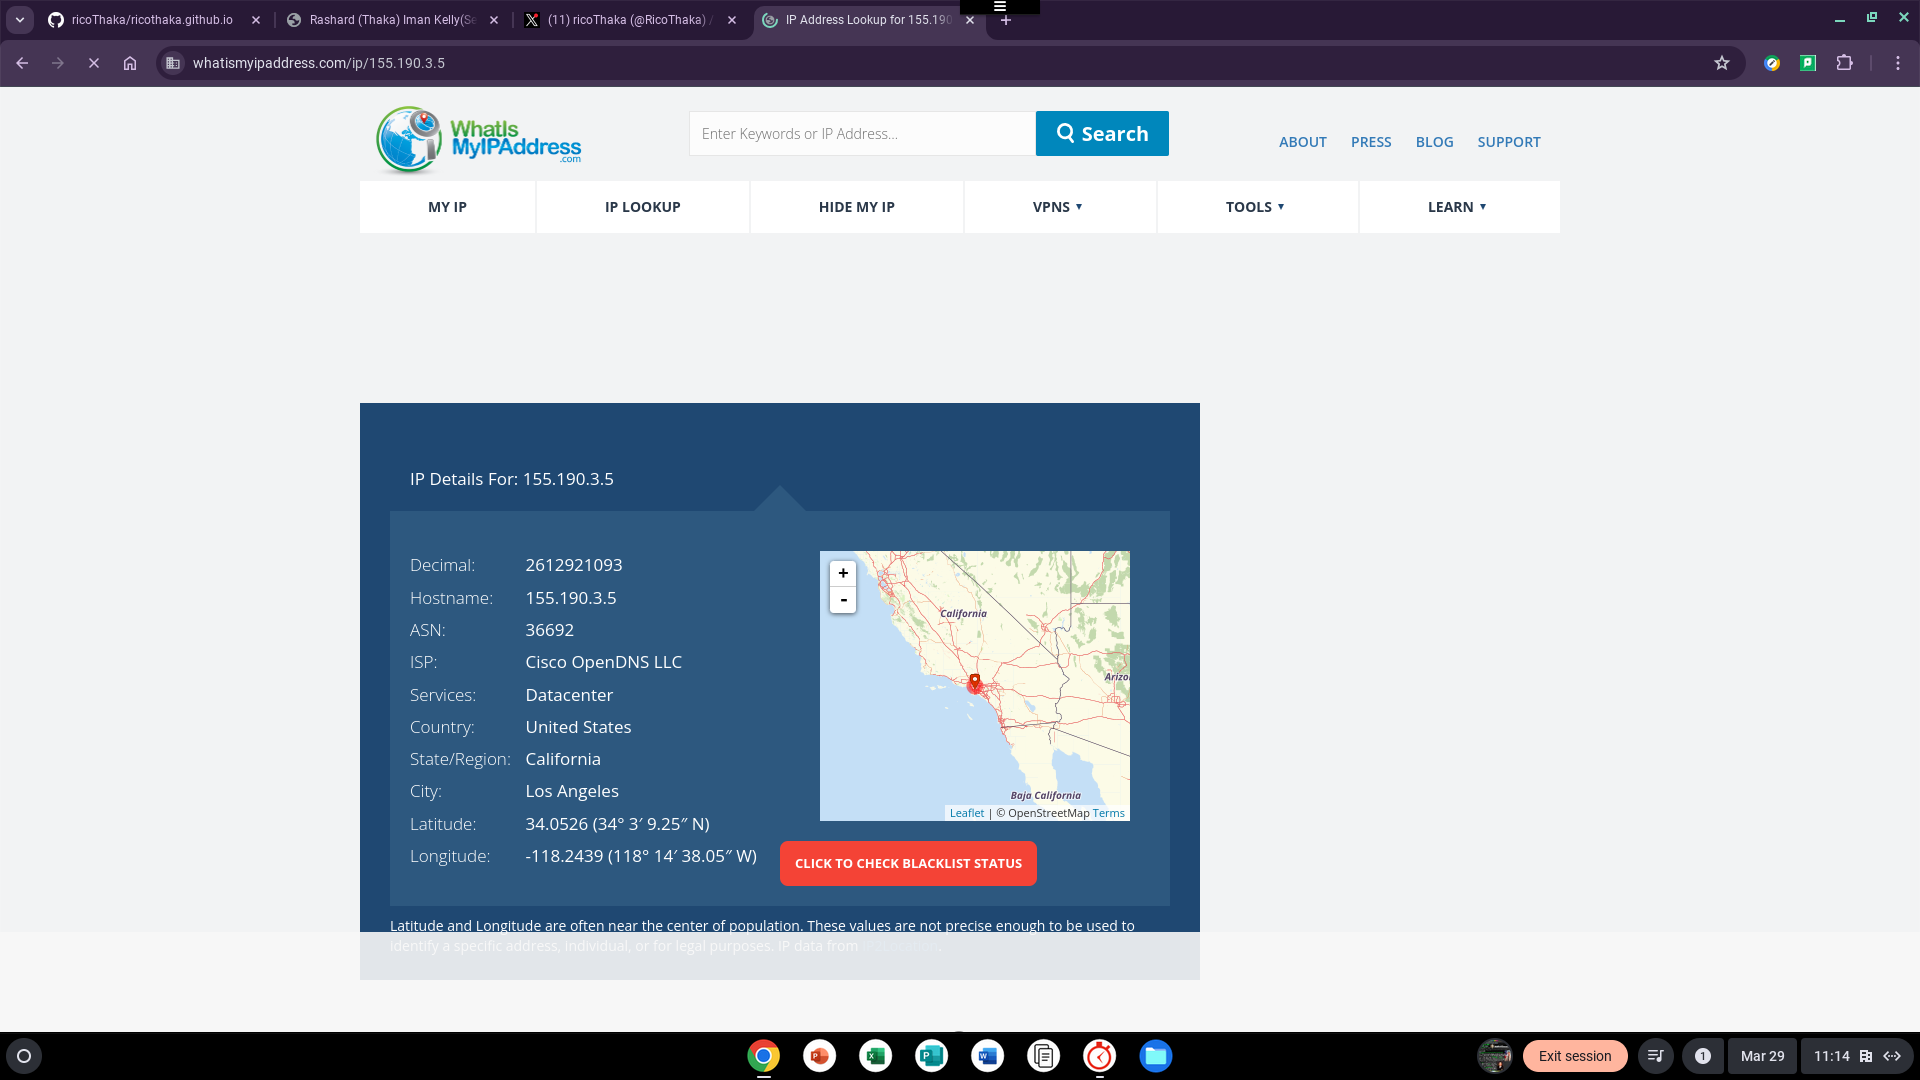 ricoThaka/ricothaka.github.io
Rashard (Thaka) Iman Kelly(Se
(11) ricoThaka (@RicoThaka) /
IP Address Lookup for 155.190
whatismyipaddress.com/ip/155.190.3.5
WhatIs
MyIPAddress
.com
Enter Keywords or IP Address...
Search
ABOUT
PRESS
BLOG
SUPPORT
MY IP
IP LOOKUP
HIDE MY IP
VPNS ▼
TOOLS ▼
LEARN ▼
IP Details For: 155.190.3.5
Decimal: 2612921093
Hostname: 155.190.3.5
ASN: 36692
ISP: Cisco OpenDNS LLC
Services: Datacenter
Country: United States
State/Region: California
City: Los Angeles
Latitude: 34.0526 (34° 3′ 9.25″ N)
Longitude: -118.2439 (118° 14′ 38.05″ W)
+
-
California
Arizo
Baja California
Leaflet | © OpenStreetMap Terms
CLICK TO CHECK BLACKLIST STATUS
Latitude and Longitude are often near the center of population. These values are not precise enough to be used to
identify a specific address, individual, or for legal purposes. IP data from
Exit session
1
Mar 29
11:14